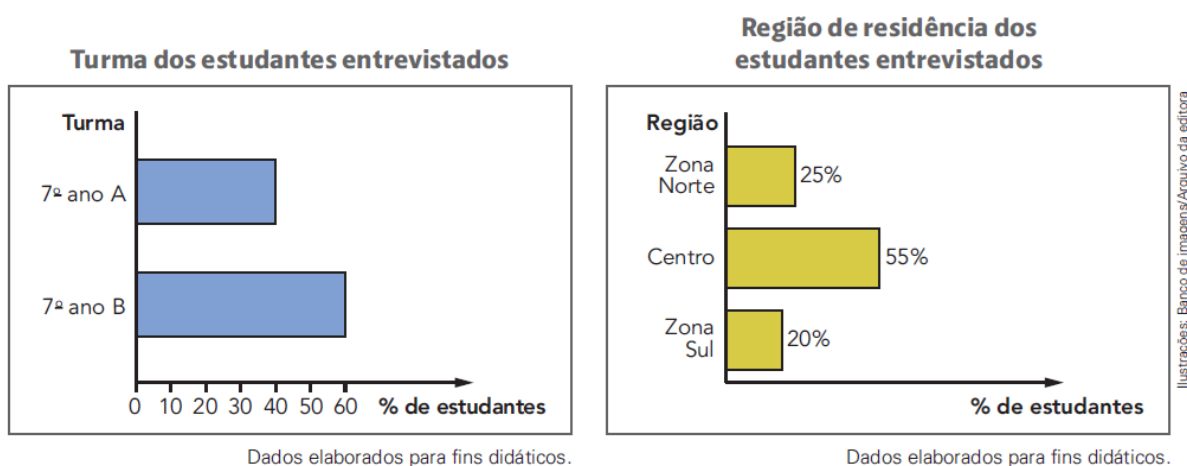 Turma dos estudantes entrevistados
Turma
7º ano A
7º ano B
0 10 20 30 40 50 60 % de estudantes
Dados elaborados para fins didáticos.
Região de residência dos
estudantes entrevistados
Região
Zona
Norte
25%
Centro
55%
Zona
Sul
20%
% de estudantes
Dados elaborados para fins didáticos.
Ilustrações: Banco de imagens/Arquivo da editora